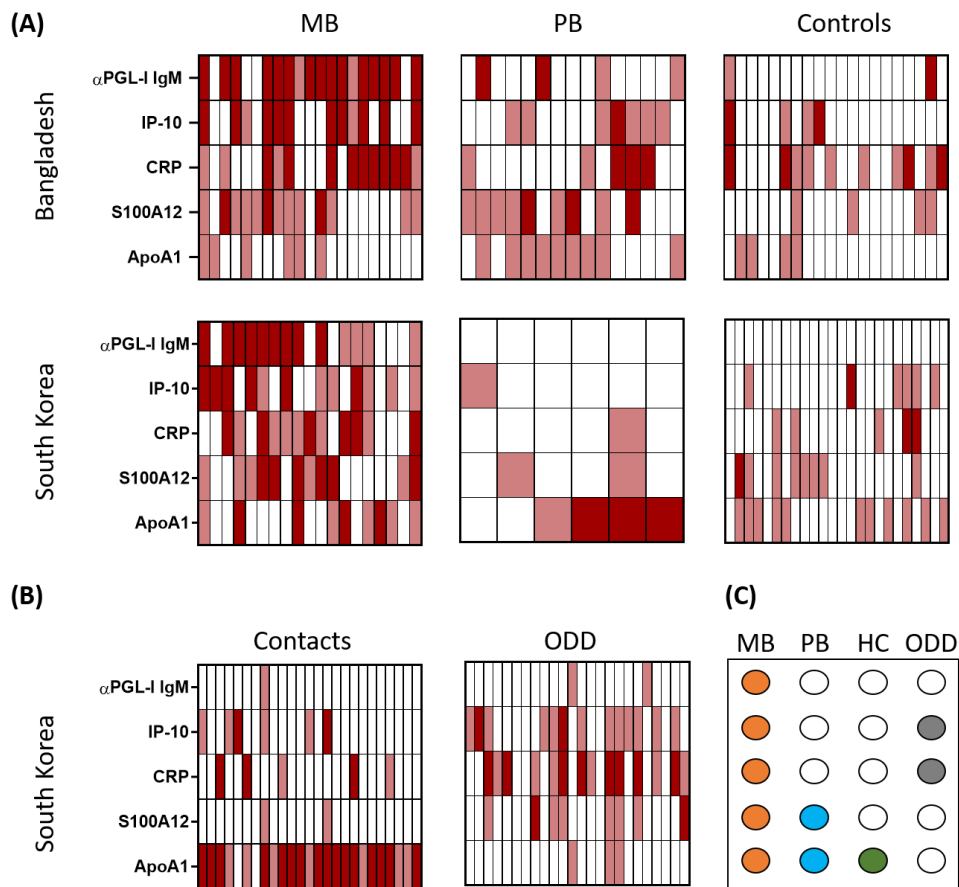 (A)
MB
PB
Controls
Bangladesh
αPGL-I IgM
IP-10
CRP
S100A12
ApoA1
South Korea
αPGL-I IgM
IP-10
CRP
S100A12
ApoA1
(B)
(C)
Contacts
ODD
MB PB HC ODD
South Korea
αPGL-I IgM
IP-10
CRP
S100A12
ApoA1